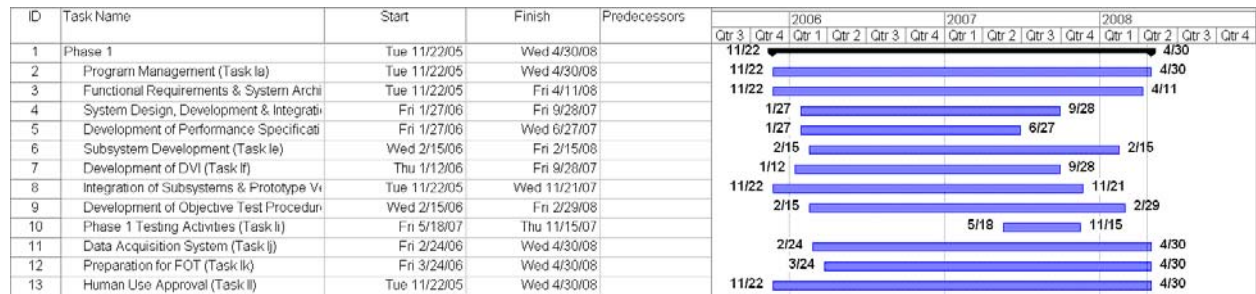 ID Task Name Start Finish Predecessors
2006 2007 2008
Qtr 3 Qtr 4 Qtr 1 Qtr 2 Qtr 3 Qtr 4 Qtr 1 Qtr 2 Qtr 3 Qtr 4 Qtr 1 Qtr 2 Qtr 3 Qtr 4
1 Phase 1 Tue 11/22/05 Wed 4/30/08 11/22 4/30
2 Program Management (Task Ia) Tue 11/22/05 Wed 4/30/08 11/22 4/30
3 Functional Requirements & System Archi Tue 11/22/05 Fri 4/11/08 11/22 4/11
4 System Design, Development & Integrati Fri 1/27/06 Fri 9/28/07 1/27 9/28
5 Development of Performance Specificati Fri 1/27/06 Wed 6/27/07 1/27 6/27
6 Subsystem Development (Task Ie) Wed 2/15/06 Fri 2/15/08 2/15 2/15
7 Development of DVI (Task If) Thu 1/12/06 Fri 9/28/07 1/12 9/28
8 Integration of Subsystems & Prototype Ve Tue 11/22/05 Wed 11/21/07 11/22 11/21
9 Development of Objective Test Procedure Wed 2/15/06 Fri 2/29/08 2/15 2/29
10 Phase 1 Testing Activities (Task Ii) Fri 5/18/07 Thu 11/15/07 5/18 11/15
11 Data Acquisition System (Task Ij) Fri 2/24/06 Wed 4/30/08 2/24 4/30
12 Preparation for FOT (Task Ik) Fri 3/24/06 Wed 4/30/08 3/24 4/30
13 Human Use Approval (Task Il) Tue 11/22/05 Wed 4/30/08 11/22 4/30